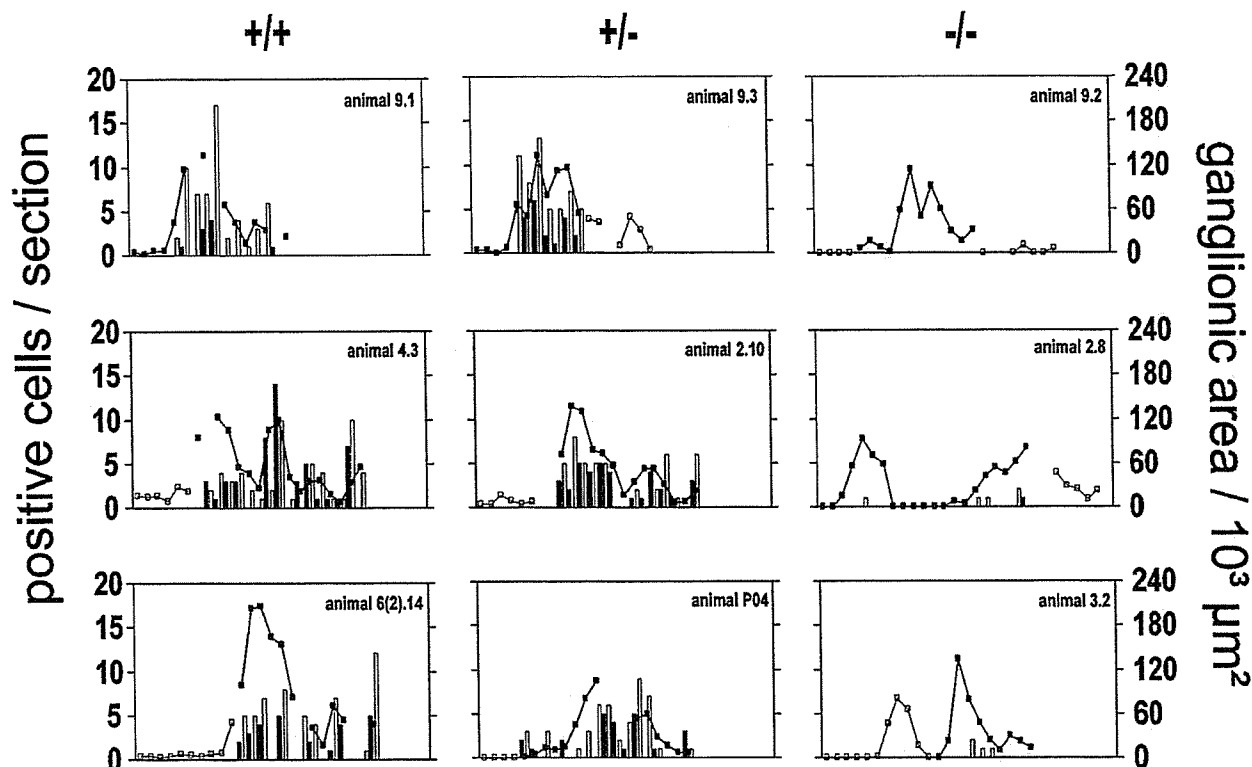 +/+ +/- -/-
positive cells / section
ganglionic area / 10³ µm²
20 animal 9.1 animal 9.3 animal 9.2 240
15 180
10 120
5 60
0 0
20 animal 4.3 animal 2.10 animal 2.8 240
15 180
10 120
5 60
0 0
20 animal 6(2).14 animal P04 animal 3.2 240
15 180
10 120
5 60
0 0